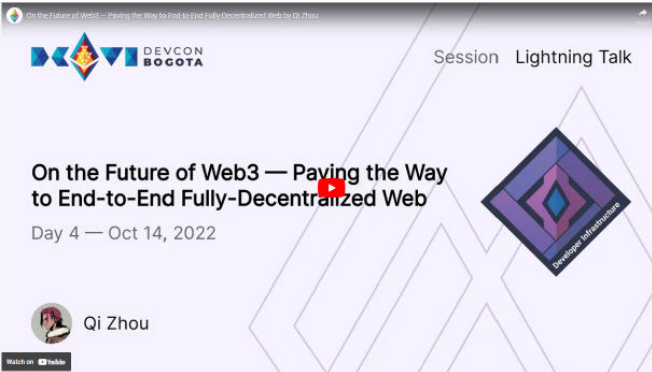 On the Future of Web3 — Paving the Way to End-to-End Fully-Decentralized Web by Qi Zhou
DEVCON
BOGOTA
Session Lightning Talk
On the Future of Web3 — Paving the Way
to End-to-End Fully-Decentralized Web
Day 4 — Oct 14, 2022
Developer Infrastructure
Qi Zhou
Watch on YouTube